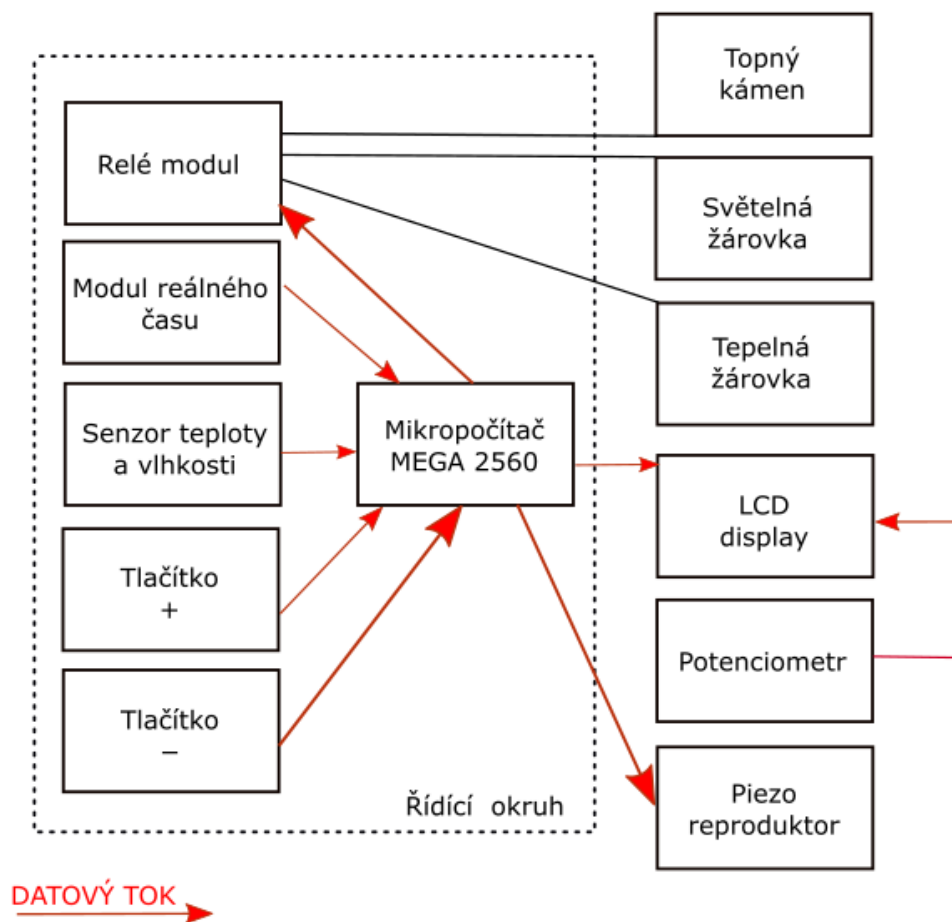 Topný
kámen
Relé modul
Světelná
žárovka
Modul reálného
času
Tepelná
žárovka
Senzor teploty
a vlhkosti
Mikropočítač
MEGA 2560
LCD
display
Tlačítko
+
Potenciometr
Tlačítko
−
Piezo
reproduktor
Řídící okruh
DATOVÝ TOK